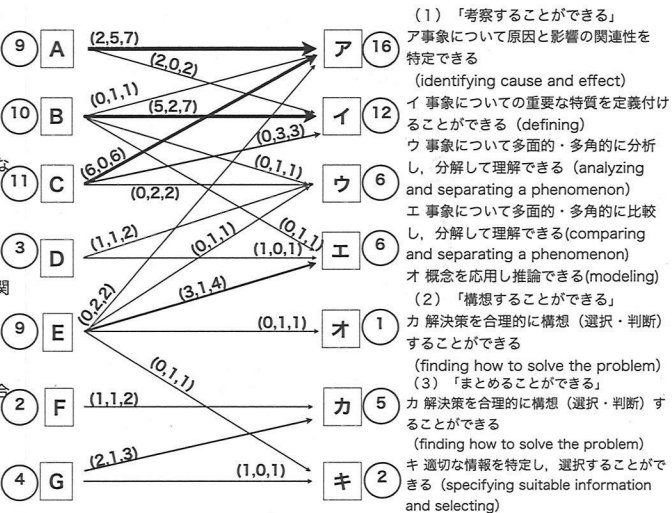 (１) 「考察することができる」
ア事象について原因と影響の関連性を
特定できる
(identifying cause and effect)
イ 事象についての重要な特質を定義付け
ることができる (defining)
ウ 事象について多面的・多角的に分析
し，分解して理解できる (analyzing
and separating a phenomenon)
エ 事象について多面的・多角的に比較
し，分解して理解できる(comparing
and separating a phenomenon)
オ 概念を応用し推論できる(modeling)
(２) 「構想することができる」
カ 解決策を合理的に構想（選択・判断）
することができる
(finding how to solve the problem)
(３) 「まとめることができる」
カ 解決策を合理的に構想（選択・判断）す
ることができる
(finding how to solve the problem)
キ 適切な情報を特定し，選択することがで
きる (specifying suitable information
and selecting)
9 A (2,5,7) ア 16
(2,0,2)
(0,1,1)
10 B (5,2,7) イ 12
(0,3,3)
な
(0,1,1)
11 C (6,0,6) ウ 6
(0,2,2)
3 D (1,1,2) (0,1,1) (0,1,1) エ 6
(1,0,1)
関
(3,1,4)
(0,2,2)
9 E (0,1,1) オ 1
(0,1,1)
2 F (1,1,2) カ 5
(2,1,3)
4 G (1,0,1) キ 2